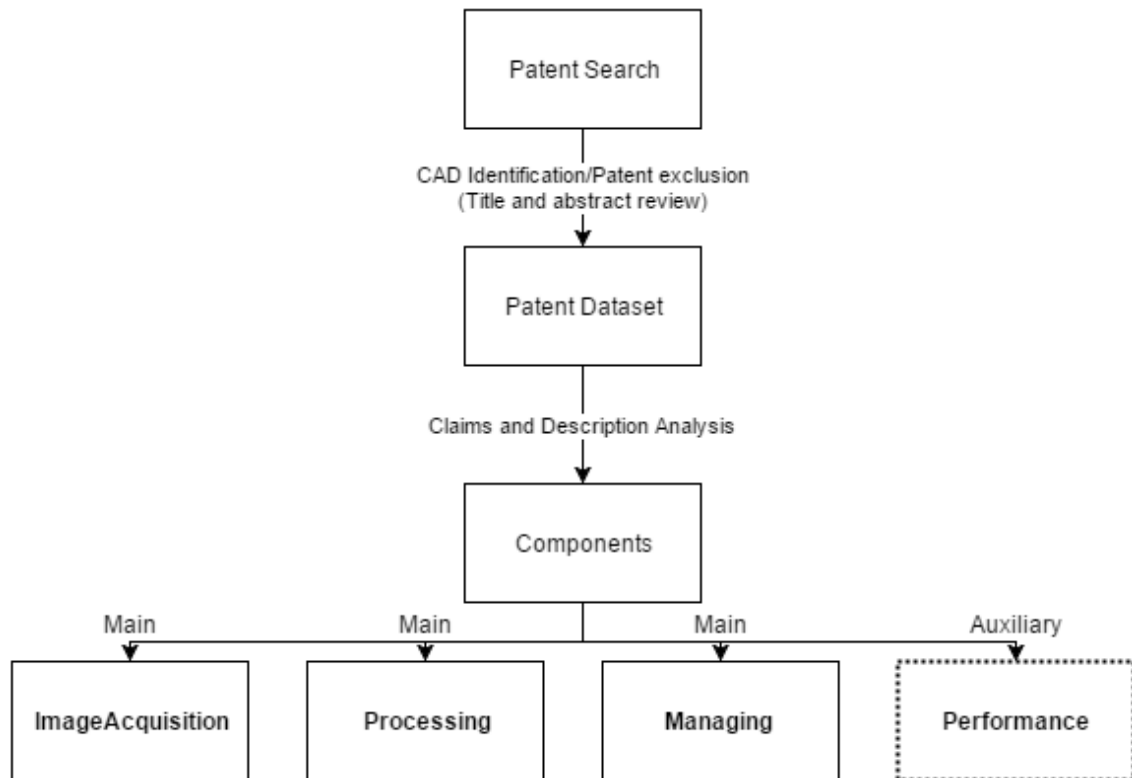 Patent Search
CAD Identification/Patent exclusion
(Title and abstract review)
Patent Dataset
Claims and Description Analysis
Components
Main
Main
Main
Auxiliary
ImageAcquisition
Processing
Managing
Performance